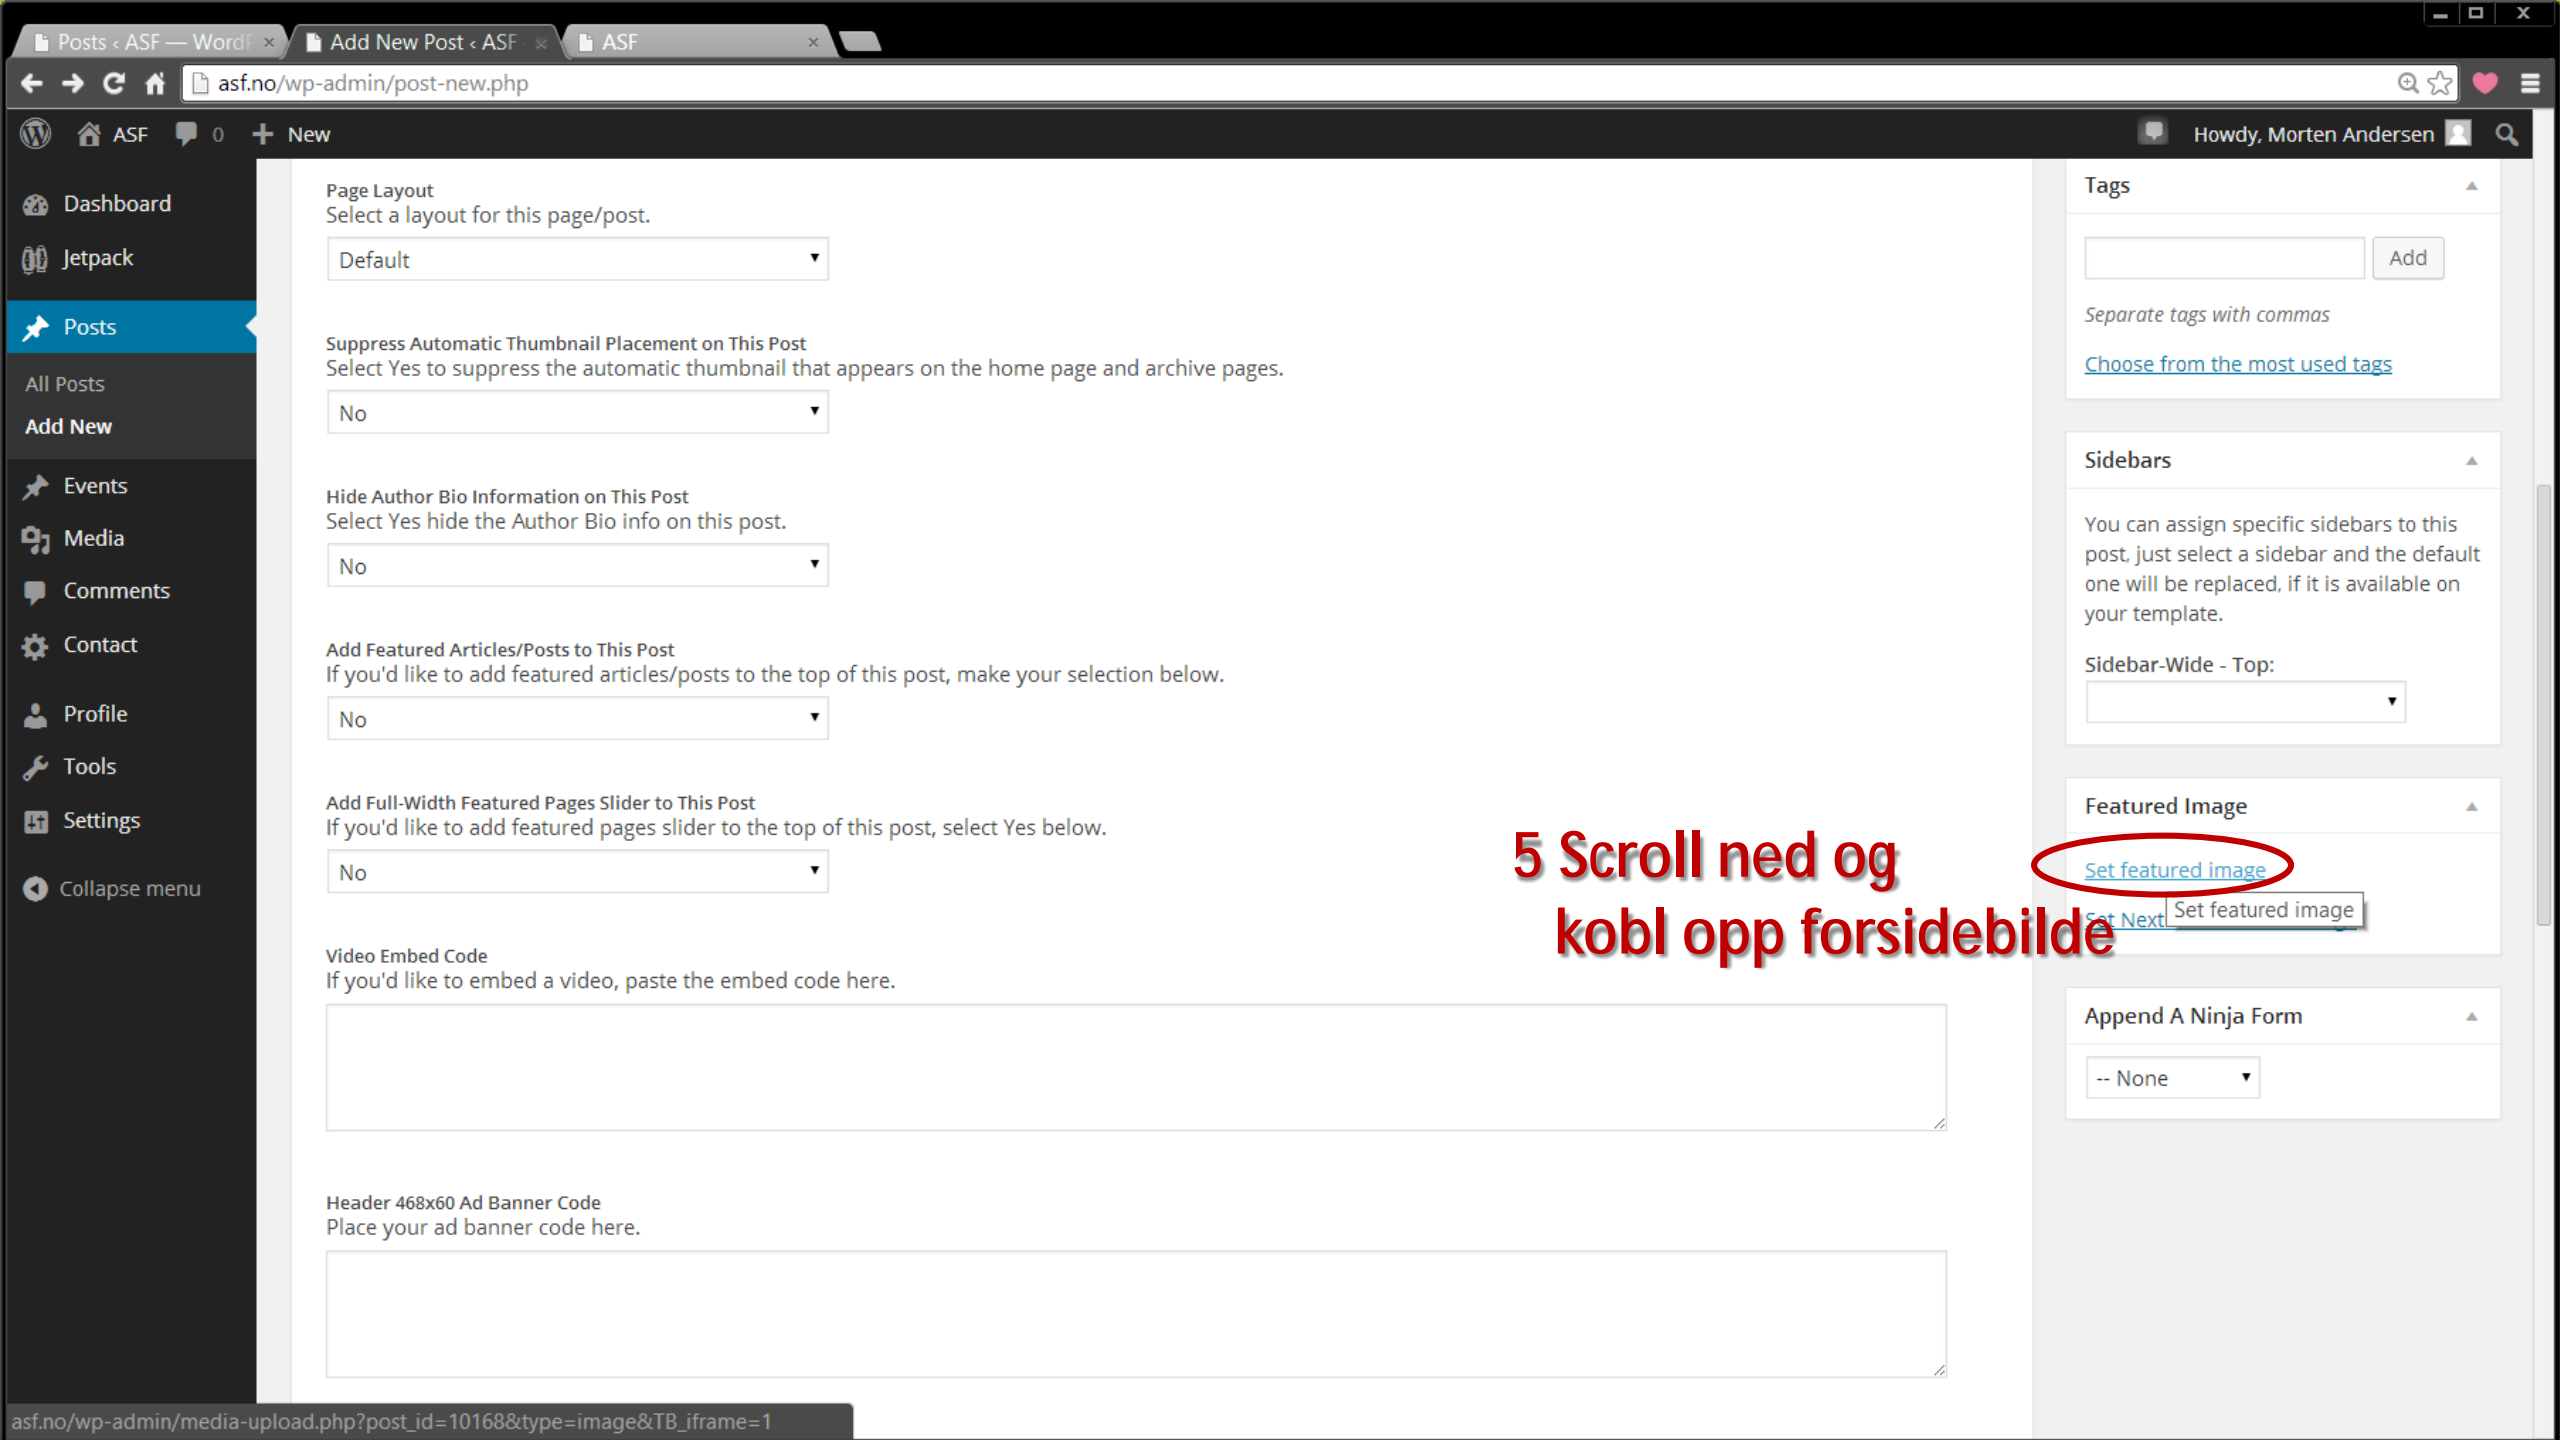 Posts ‹ ASF — Word
Add New Post ‹ ASF
ASF
asf.no/wp-admin/post-new.php
ASF
0
New
Howdy, Morten Andersen
Dashboard
Jetpack
Posts
All Posts
Add New
Events
Media
Comments
Contact
Profile
Tools
Settings
Collapse menu
Page Layout
Select a layout for this page/post.
Default
Suppress Automatic Thumbnail Placement on This Post
Select Yes to suppress the automatic thumbnail that appears on the home page and archive pages.
No
Hide Author Bio Information on This Post
Select Yes hide the Author Bio info on this post.
No
Add Featured Articles/Posts to This Post
If you'd like to add featured articles/posts to the top of this post, make your selection below.
No
Add Full-Width Featured Pages Slider to This Post
If you'd like to add featured pages slider to the top of this post, select Yes below.
No
Video Embed Code
If you'd like to embed a video, paste the embed code here.
Header 468x60 Ad Banner Code
Place your ad banner code here.
5 Scroll ned og
kobl opp forsidebilde
Tags
Add
Separate tags with commas
Choose from the most used tags
Sidebars
You can assign specific sidebars to this
post, just select a sidebar and the default
one will be replaced, if it is available on
your template.
Sidebar-Wide - Top:
Featured Image
Set featured image
Set featured image
Set Next
Append A Ninja Form
-- None
asf.no/wp-admin/media-upload.php?post_id=10168&type=image&TB_iframe=1